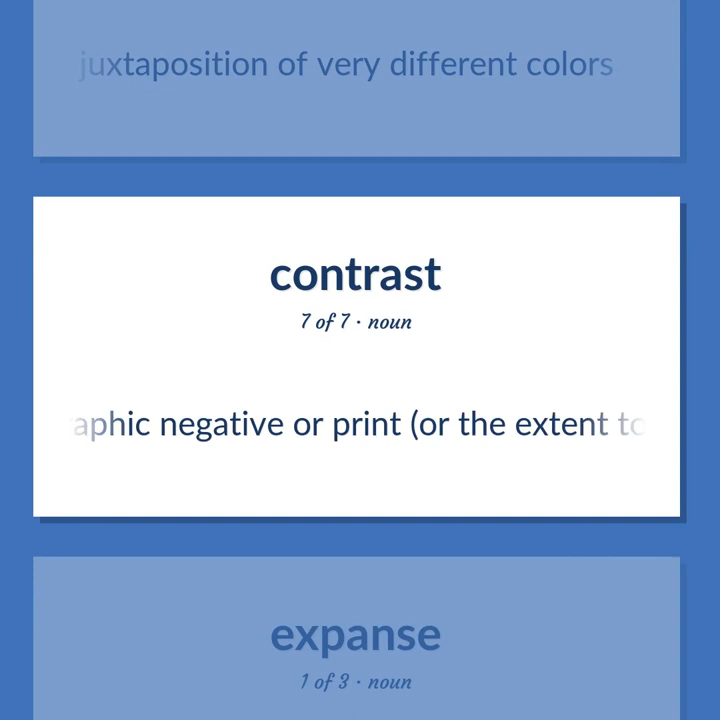 juxtaposition of very different colors
contrast
7 of 7 · noun
aphic negative or print (or the extent to
expanse
1 of 3 · noun